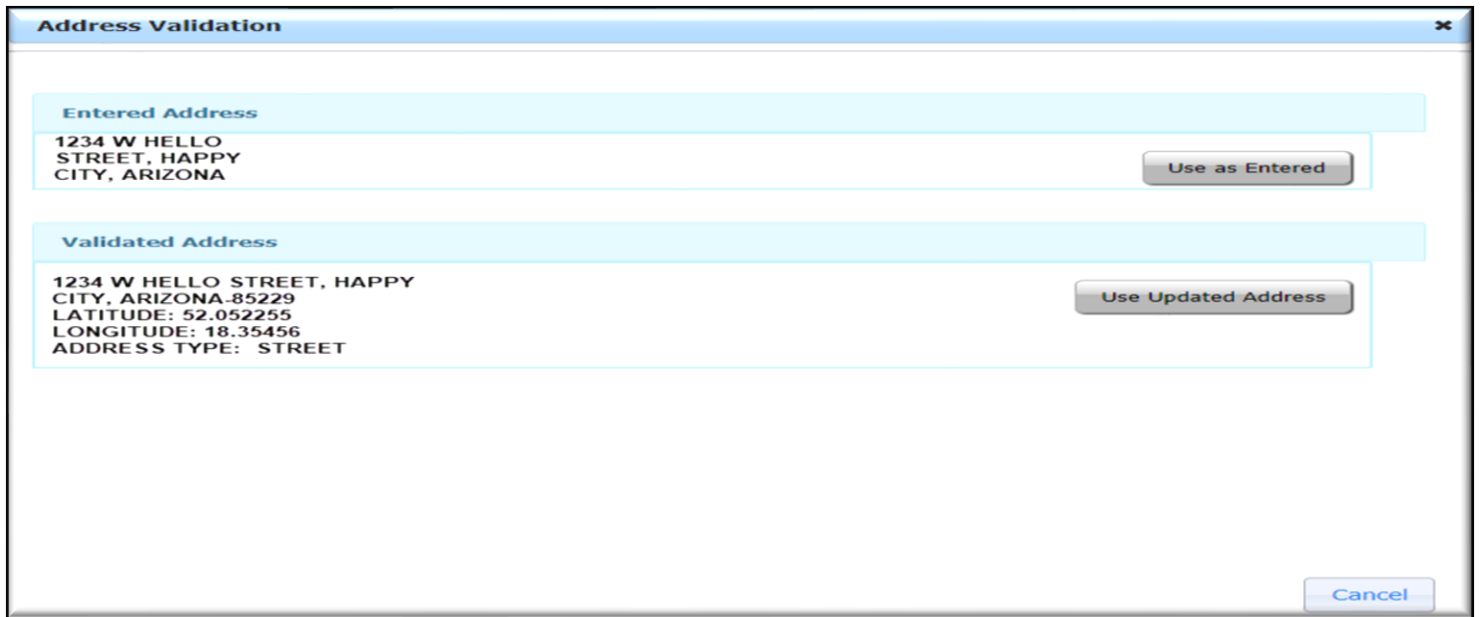 Address Validation
Entered Address
1234 W HELLO
STREET, HAPPY
CITY, ARIZONA
Use as Entered
Validated Address
1234 W HELLO STREET, HAPPY
CITY, ARIZONA-85229
LATITUDE: 52.052255
LONGITUDE: 18.35456
ADDRESS TYPE: STREET
Use Updated Address
Cancel